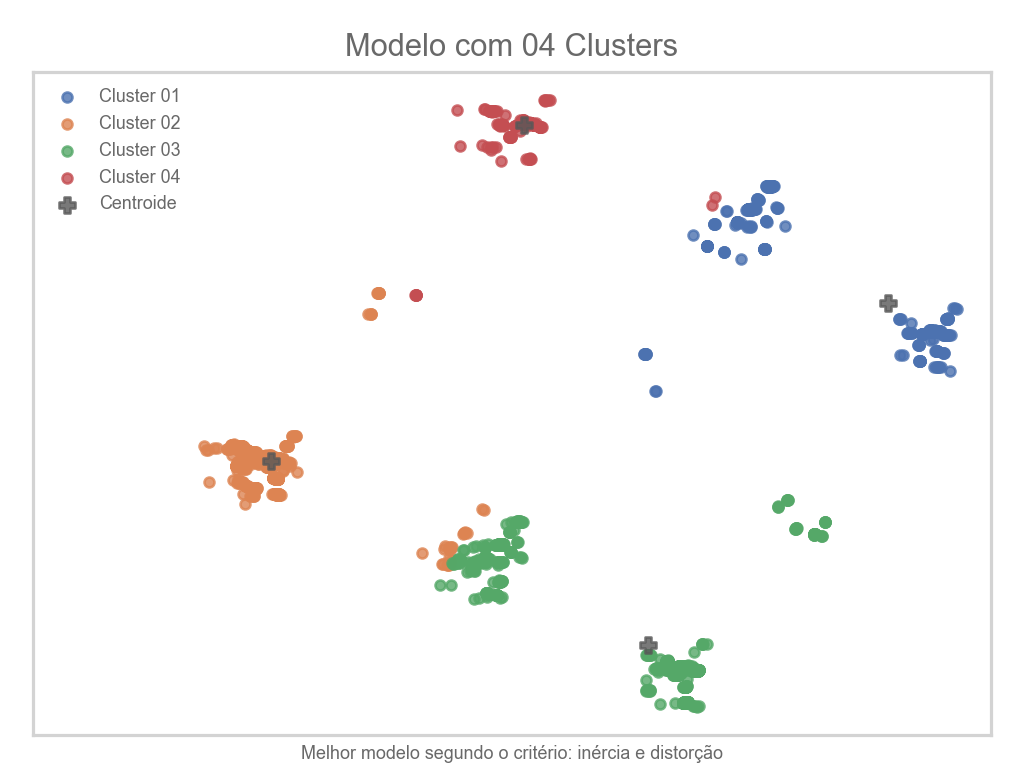 Modelo com 04 Clusters
Cluster 01
Cluster 02
Cluster 03
Cluster 04
Centroide
Melhor modelo segundo o critério: inércia e distorção